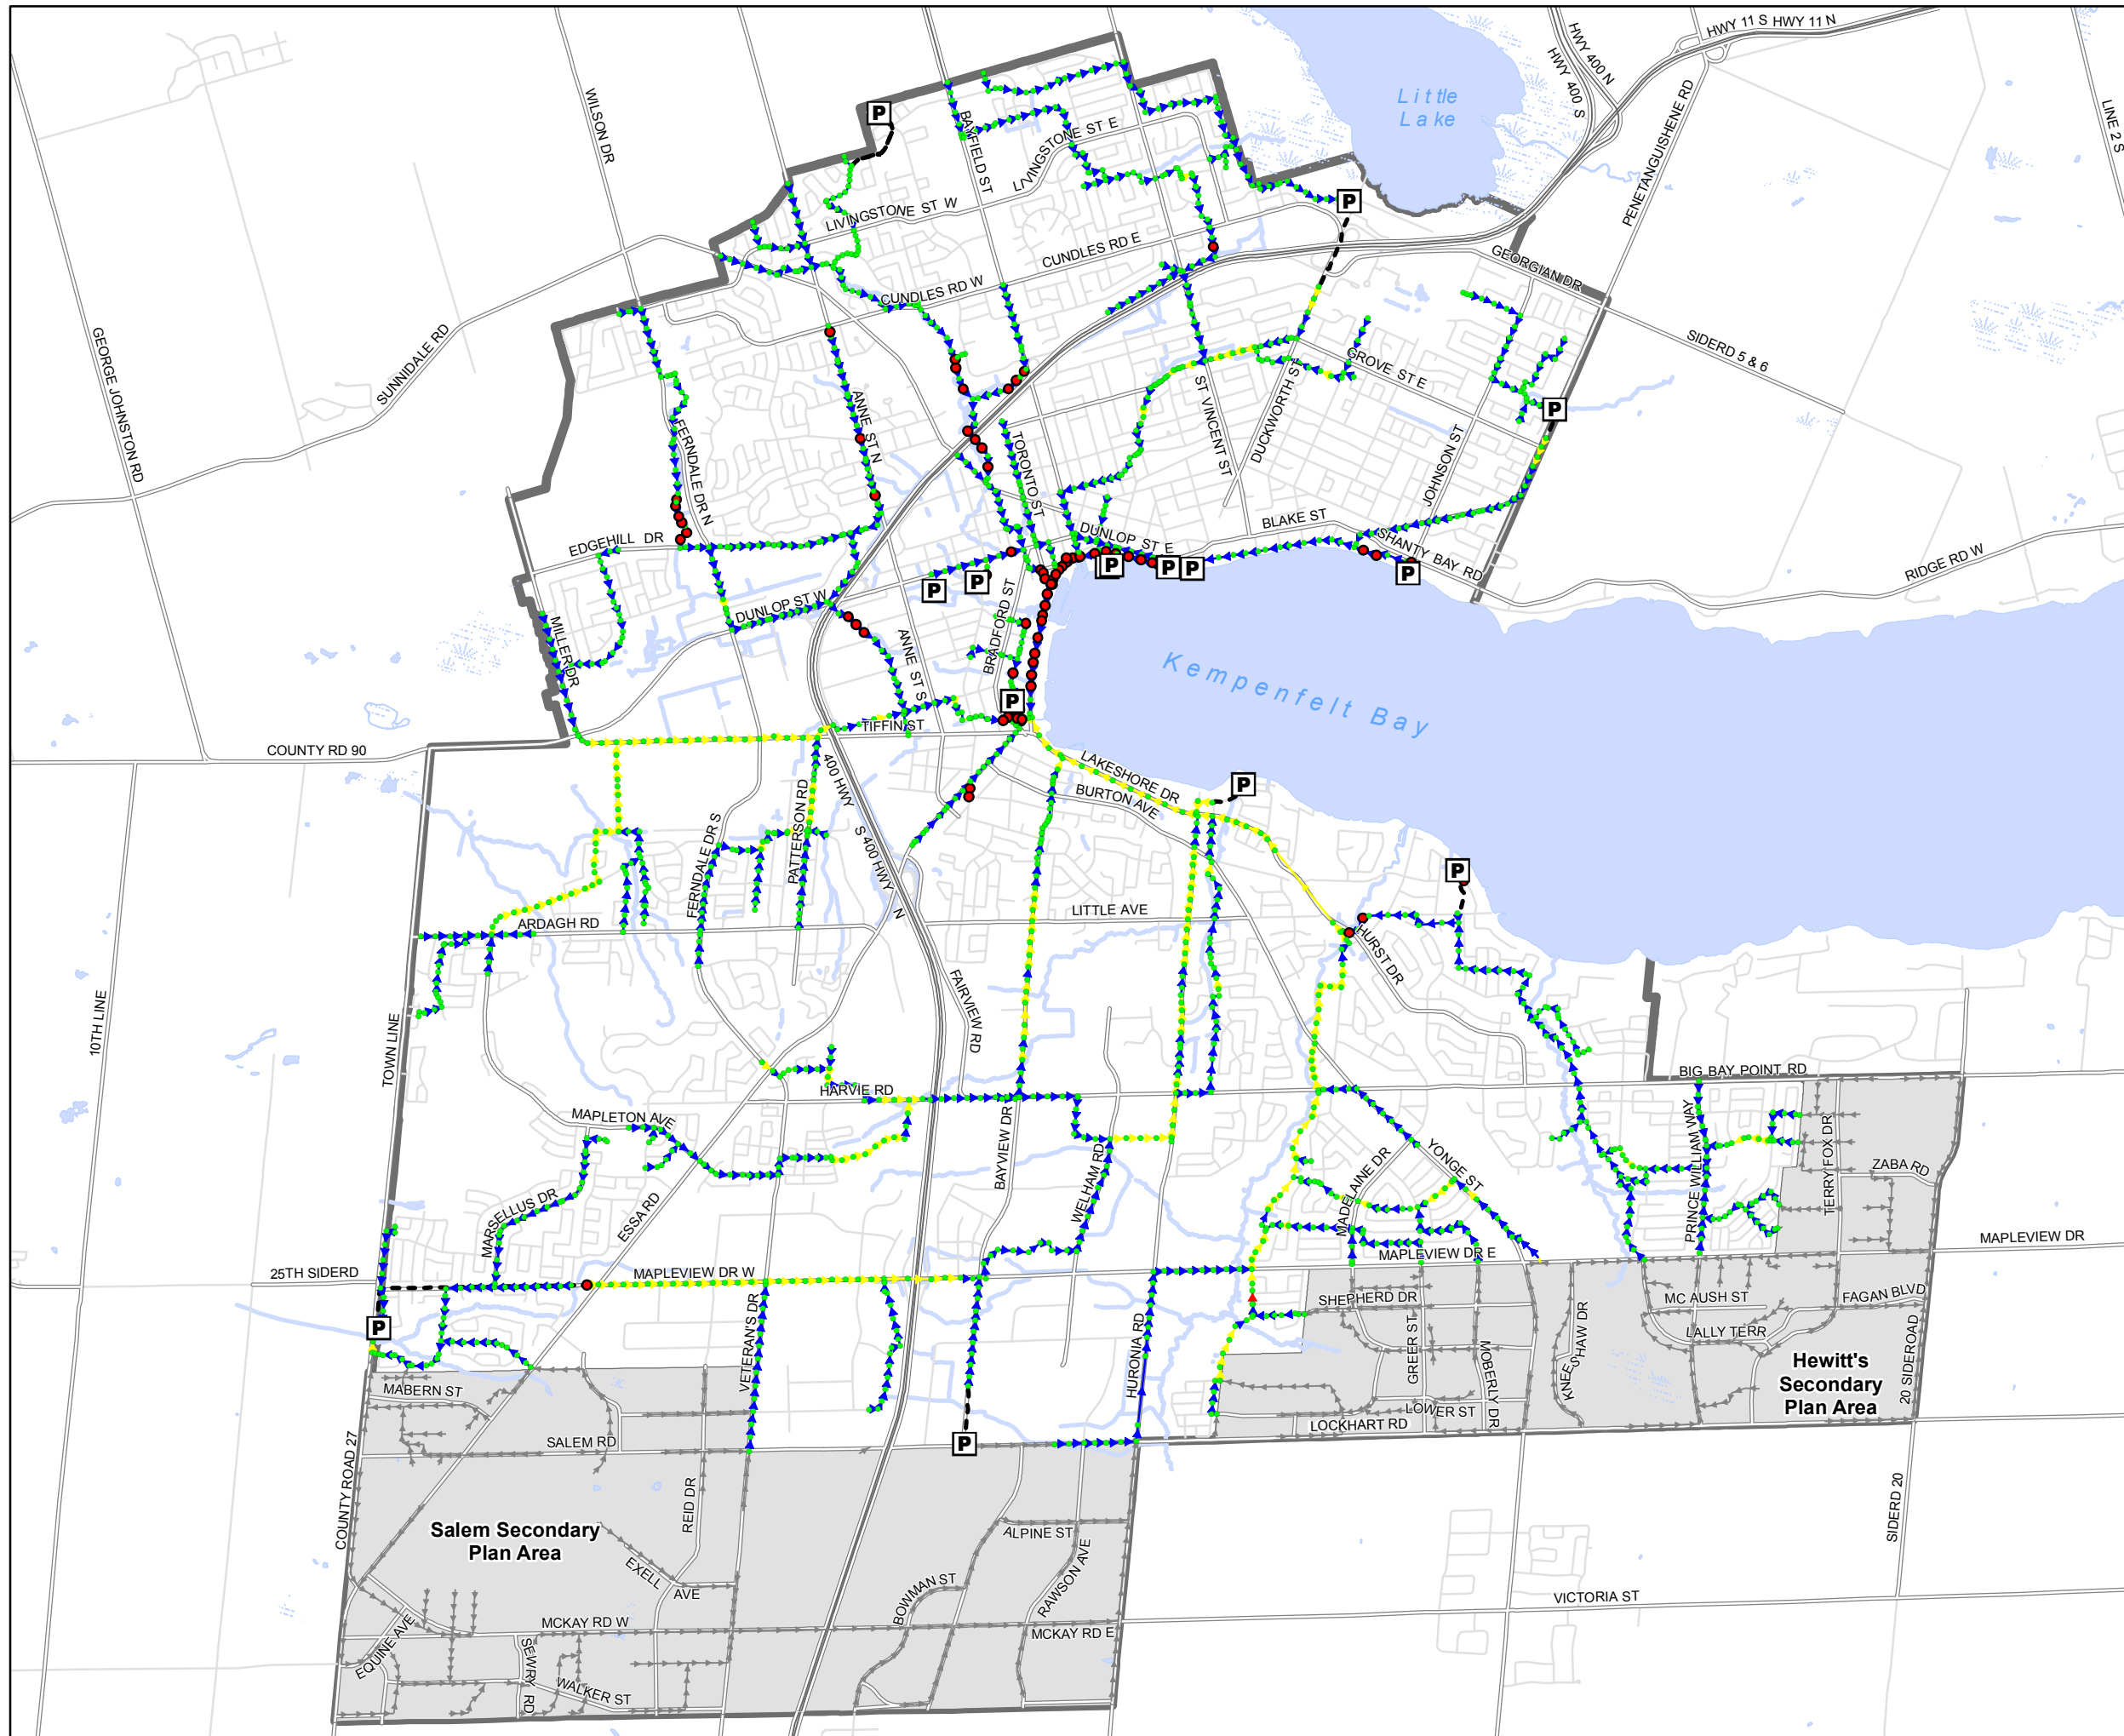 HWY 11 S HWY 11 N
HWY 400 N
HWY 400 S
LINE 2 S
WILSON DR
Little
Lake
PENETANGUISHENE RD
P
BAYFIELD ST
LIVINGSTONE ST E
P
LIVINGSTONE ST W
CUNDLES RD E
GEORGIAN DR
CUNDLES RD W
SUNNIDALE RD
GEORGE JOHNSTON RD
SIDERD 5 & 6
GROVE ST E
ST VINCENT ST
DUCKWORTH ST
P
ANNE ST N
FERNDALE DR N
TORONTO ST
JOHNSON ST
EDGEHILL DR
DUNLOP ST E
BLAKE ST
SHANTY BAY RD
RIDGE RD W
P
P
P
P
P
P
DUNLOP ST W
BRADFORD ST
MILLER DR
ANNE ST S
Kempenfelt Bay
P
TIFFIN ST
COUNTY RD 90
400 HWY
LAKESHORE DR
BURTON AVE
P
PATTERSON RD
FERNDALE DR S
S 400 HWY N
P
LITTLE AVE
ARDAGH RD
HURST DR
10TH LINE
TOWN LINE
FAIRVIEW RD
BIG BAY POINT RD
HARVIE RD
MAPLETON AVE
BAYVIEW DR
PRINCE WILLIAM WAY
TERRY FOX DR
YONGE ST
MADELAINE DR
WELHAM RD
ZABA RD
MARSELLUS DR
ESSA RD
MAPLEVIEW DR
MAPLEVIEW DR E
25TH SIDERD
MAPLEVIEW DR W
SHEPHERD DR
MC AUSH ST
FAGAN BLVD
P
LALLY TERR
HURONIA RD
VETERAN'S DR
GREER ST
MOBERLY DR
KNEESHAW DR
20 SIDEROAD
Hewitt's
Secondary
Plan Area
MABERN ST
LOWER ST
LOCKHART RD
P
SALEM RD
COUNTY ROAD 27
REID DR
SIDERD 20
Salem Secondary
Plan Area
ALPINE ST
RAWSON AVE
EXELL AVE
BOWMAN ST
VICTORIA ST
MCKAY RD W
MCKAY RD E
EQUINE AVE
SEWRY RD
WALKER ST